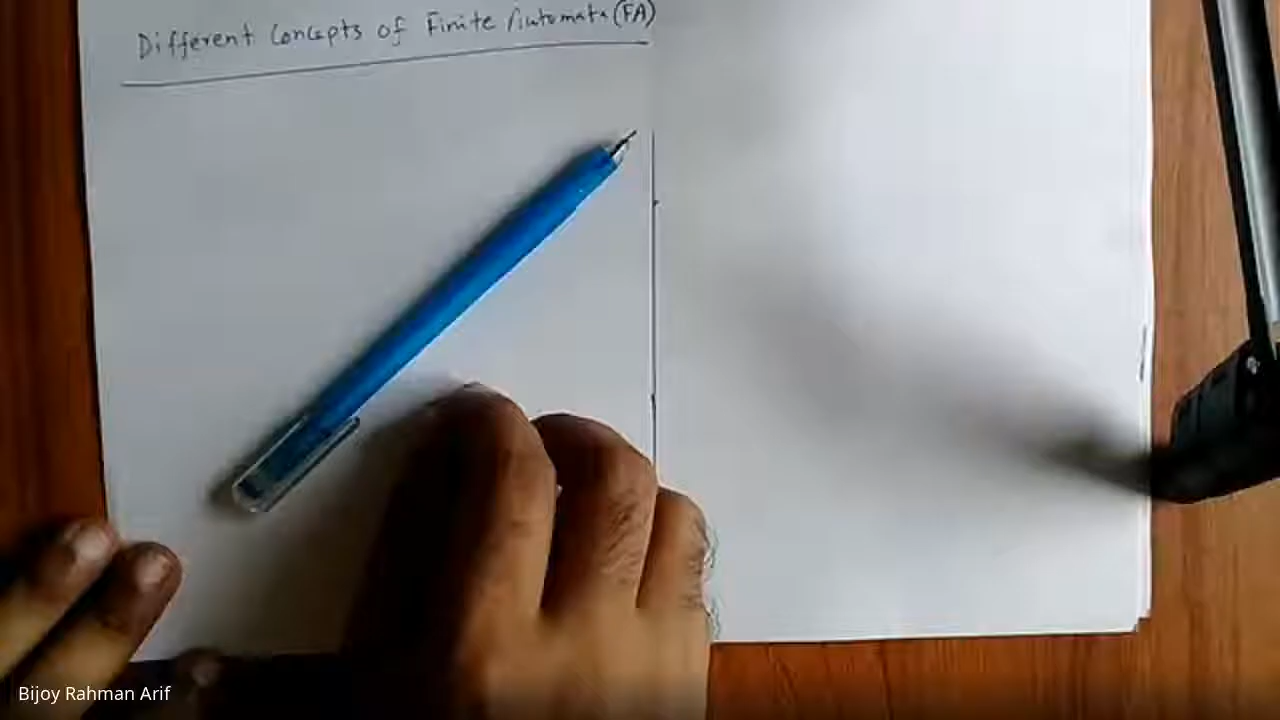 Different Concepts of Finite Automata (FA)
Bijoy Rahman Arif